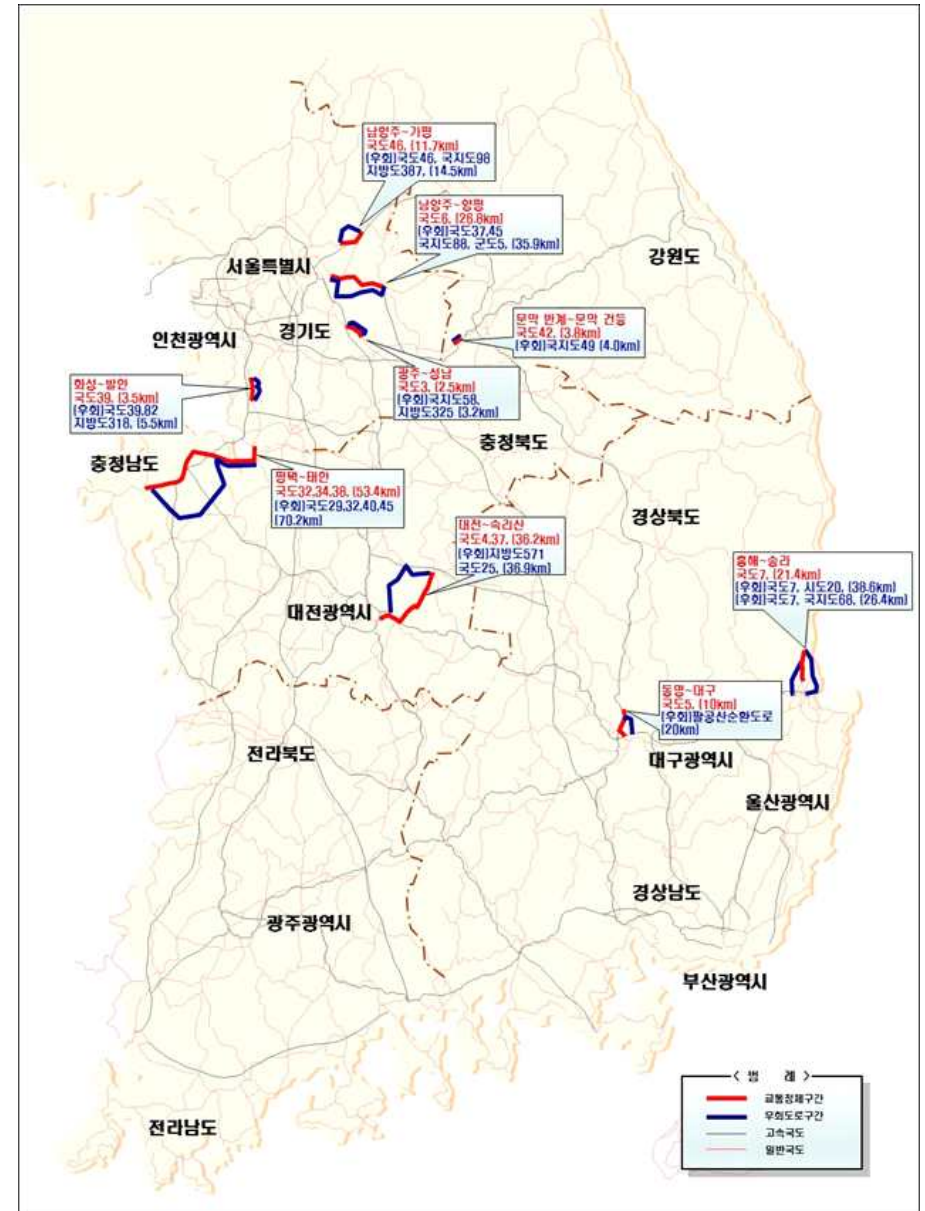 남양주~가평
국도46, (11.7km)
(우회)국도46, 국지도98
지방도387, (14.5km)
남양주~양평
국도6, (26.8km)
(우회)국도37,45
국지도88, 군도5, (35.9km)
서울특별시
강원도
인천광역시
경기도
문막 번계~문막 건등
국도42, (3.8km)
(우회)국지도49 (4.0km)
광주~성남
국도3, (2.5km)
(우회)국지도58,
지방도325 (3.2km)
화성~발안
국도39, (3.5km)
(우회)국도39,82
지방도318, (5.5km)
충청남도
충청북도
평택~태안
국도32,34,38, (53.4km)
(우회)국도29,32,40,45
(70.2km)
경상북도
대전~속리산
국도4,37, (36.2km)
(우회)지방도571
국도25, (36.9km)
대전광역시
흥해~송라
국도7, (21.4km)
(우회)국도7, 시도20, (38.6km)
(우회)국도7, 국지도68, (26.4km)
동명~대구
국도5, (10km)
(우회)팔공산순환도로
(20km)
전라북도
대구광역시
울산광역시
경상남도
광주광역시
부산광역시
전라남도
< 범 례 >
교통정체구간
우회도로구간
고속국도
일반국도